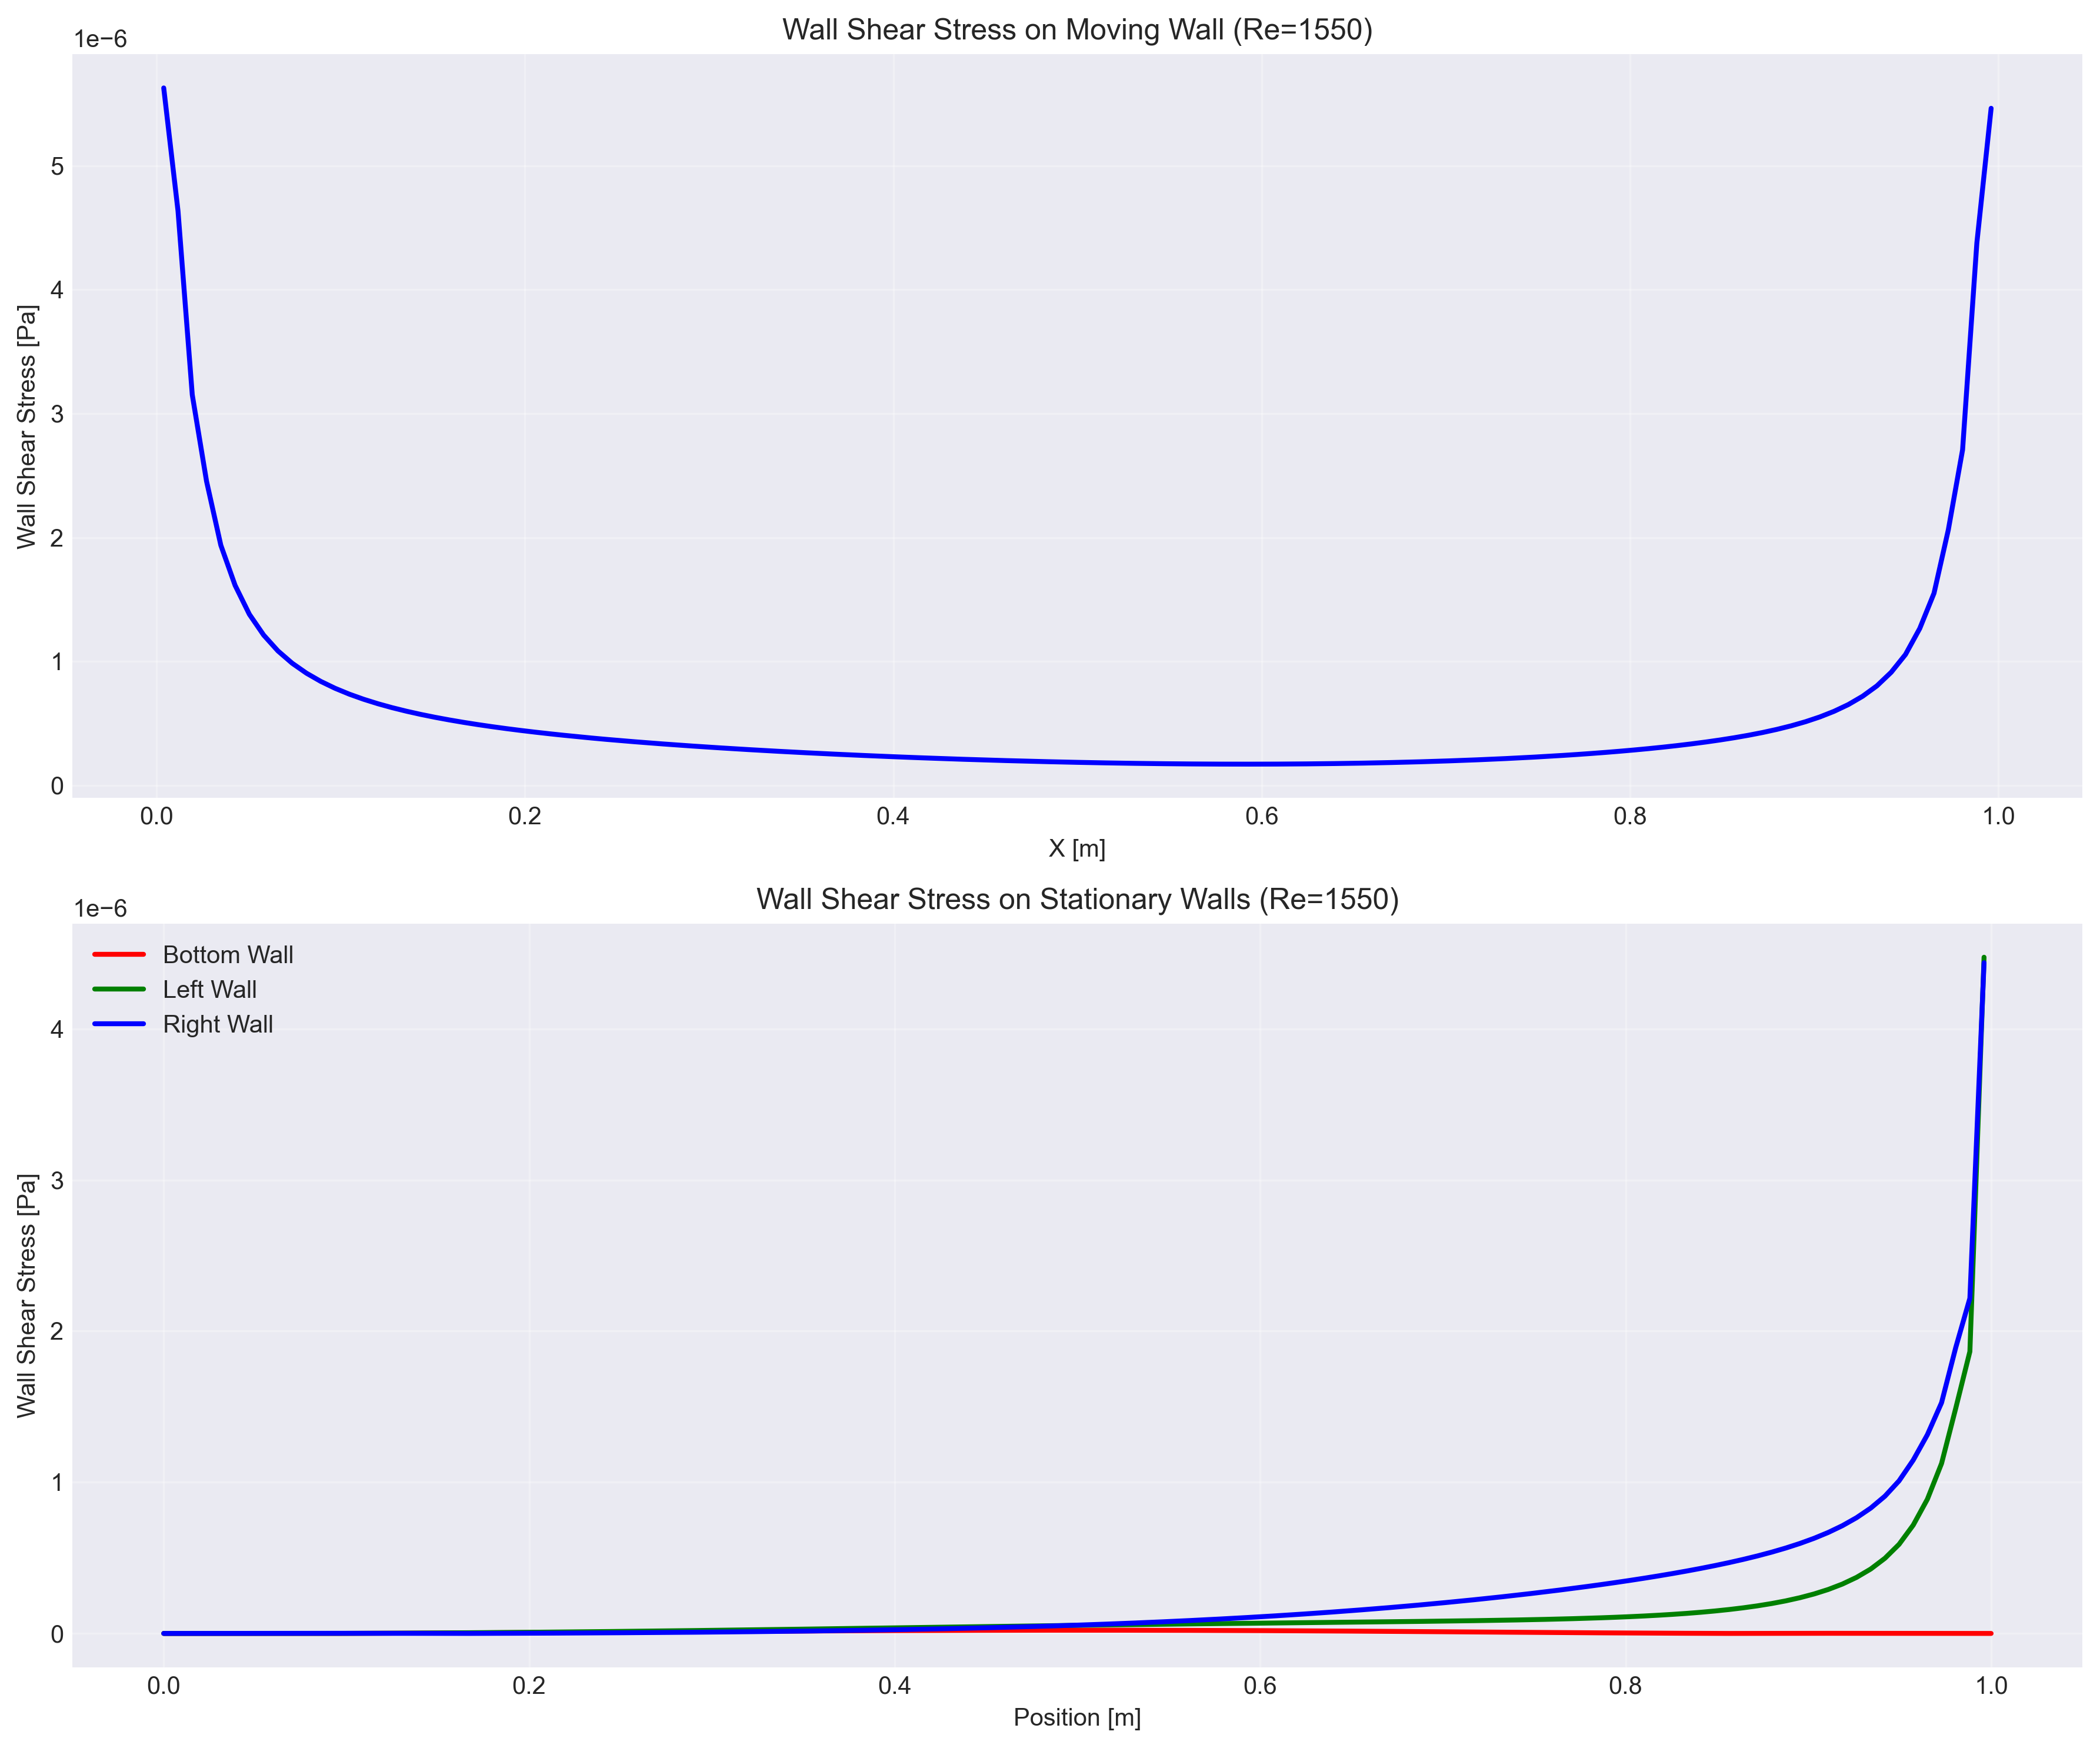 Wall Shear Stress on Moving Wall (Re=1550)
1e−6
5
4
3
2
1
0
Wall Shear Stress [Pa]
0.0 0.2 0.4 0.6 0.8 1.0
X [m]
Wall Shear Stress on Stationary Walls (Re=1550)
1e−6
Bottom Wall
Left Wall
Right Wall
4
3
2
1
0
Wall Shear Stress [Pa]
0.0 0.2 0.4 0.6 0.8 1.0
Position [m]